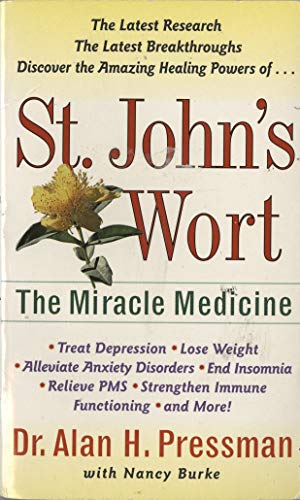 The Latest Research
The Latest Breakthroughs
Discover the Amazing Healing Powers of . . .
St. John's
Wort
The Miracle Medicine
• Treat Depression • Lose Weight
• Alleviate Anxiety Disorders • End Insomnia
• Relieve PMS • Strengthen Immune
Functioning • and More!
Dr. Alan H. Pressman
with Nancy Burke